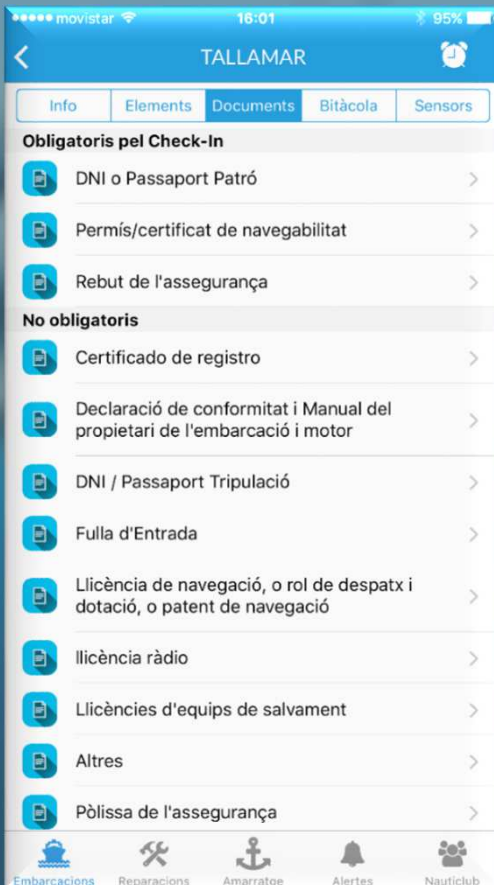 movistar 16:01 95%
TALLAMAR
Info Elements Documents Bitàcola Sensors
Obligatoris pel Check-In
DNI o Passaport Patró
Permís/certificat de navegabilitat
Rebut de l'assegurança
No obligatoris
Certificado de registro
Declaració de conformitat i Manual del
propietari de l'embarcació i motor
DNI / Passaport Tripulació
Fulla d'Entrada
Llicència de navegació, o rol de despatx i
dotació, o patent de navegació
llicència ràdio
Llicències d'equips de salvament
Altres
Pòlissa de l'assegurança
Embarcacions Reparacions Amarratge Alertes Nauticlub